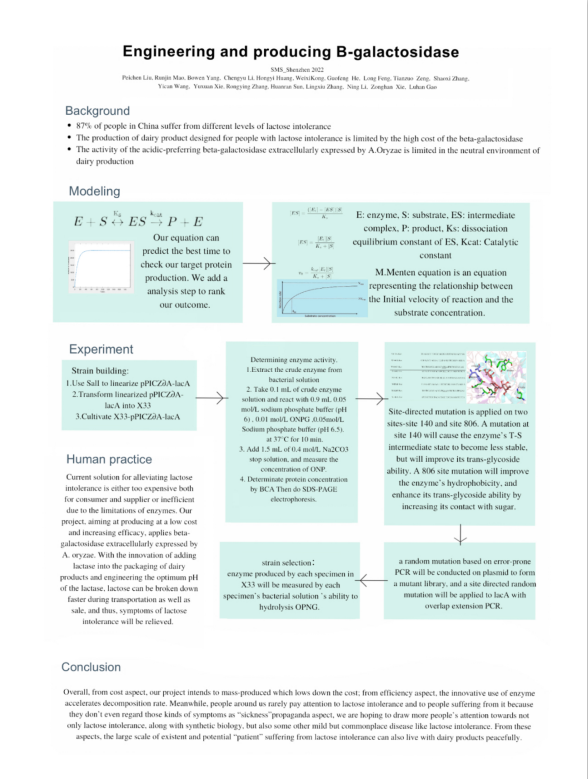 Engineering and producing B-galactosidase
SMS_Shenzhen 2022
Peichen Liu, Runjin Mao, Bowen Yang, Chengyu Li, Hongyi Huang, WeixiKong, Guofeng He, Long Feng, Tianzuo Zeng, Shaoxi Zhang,
Yican Wang, Yuxuan Xie, Rongying Zhang, Huanran Sun, Lingxin Zhang, Ning Li, Zonghan Xie, Luhan Gao
Background
• 87% of people in China suffer from different levels of lactose intolerance
• The production of dairy product designed for people with lactose intolerance is limited by the high cost of the beta-galactosidase
• The activity of the acidic-preferring beta-galactosidase extracellularly expressed by A.Oryzae is limited in the neutral environment of
dairy production
Modeling
E + S ↔ ES → P + E
Our equation can
predict the best time to
check our target protein
production. We add a
analysis step to rank
our outcome.
E: enzyme, S: substrate, ES: intermediate
complex, P: product, Ks: dissociation
equilibrium constant of ES, Kcat: Catalytic
constant
M.Menten equation is an equation
representing the relationship between
the Initial velocity of reaction and the
substrate concentration.
Experiment
Strain building:
1.Use SalI to linearize pPICZ∂A-lacA
2.Transform linearized pPICZ∂A-
lacA into X33
3.Cultivate X33-pPICZ∂A-lacA
Determining enzyme activity.
1.Extract the crude enzyme from
bacterial solution
2. Take 0.1 mL of crude enzyme
solution and react with 0.9 mL 0.05
mol/L sodium phosphate buffer (pH
6) , 0.01 mol/L ONPG ,0.05mol/L
Sodium phosphate buffer (pH 6.5).
at 37°C for 10 min.
3. Add 1.5 mL of 0.4 mol/L Na2CO3
stop solution, and measure the
concentration of ONP.
4. Determinate protein concentration
by BCA Then do SDS-PAGE
electrophoresis.
Site-directed mutation is applied on two
sites-site 140 and site 806. A mutation at
site 140 will cause the enzyme's T-S
intermediate state to become less stable,
but will improve its trans-glycoside
ability. A 806 site mutation will improve
the enzyme's hydrophobicity, and
enhance its trans-glycoside ability by
increasing its contact with sugar.
a random mutation based on error-prone
PCR will be conducted on plasmid to form
a mutant library, and a site directed random
mutation will be applied to lacA with
overlap extension PCR.
strain selection:
enzyme produced by each specimen in
X33 will be measured by each
specimen's bacterial solution 's ability to
hydrolysis OPNG.
Human practice
Current solution for alleviating lactose
intolerance is either too expensive both
for consumer and supplier or inefficient
due to the limitations of enzymes. Our
project, aiming at producing at a low cost
and increasing efficacy, applies beta-
galactosidase extracellularly expressed by
A. oryzae. With the innovation of adding
lactase into the packaging of dairy
products and engineering the optimum pH
of the lactase, lactose can be broken down
faster during transportation as well as
sale, and thus, symptoms of lactose
intolerance will be relieved.
Conclusion
Overall, from cost aspect, our project intends to mass-produced which lows down the cost; from efficiency aspect, the innovative use of enzyme
accelerates decomposition rate. Meanwhile, people around us rarely pay attention to lactose intolerance and to people suffering from it because
they don't even regard those kinds of symptoms as “sickness”propaganda aspect, we are hoping to draw more people's attention towards not
only lactose intolerance, along with synthetic biology, but also some other mild but commonplace disease like lactose intolerance. From these
aspects, the large scale of existent and potential “patient” suffering from lactose intolerance can also live with dairy products peacefully.